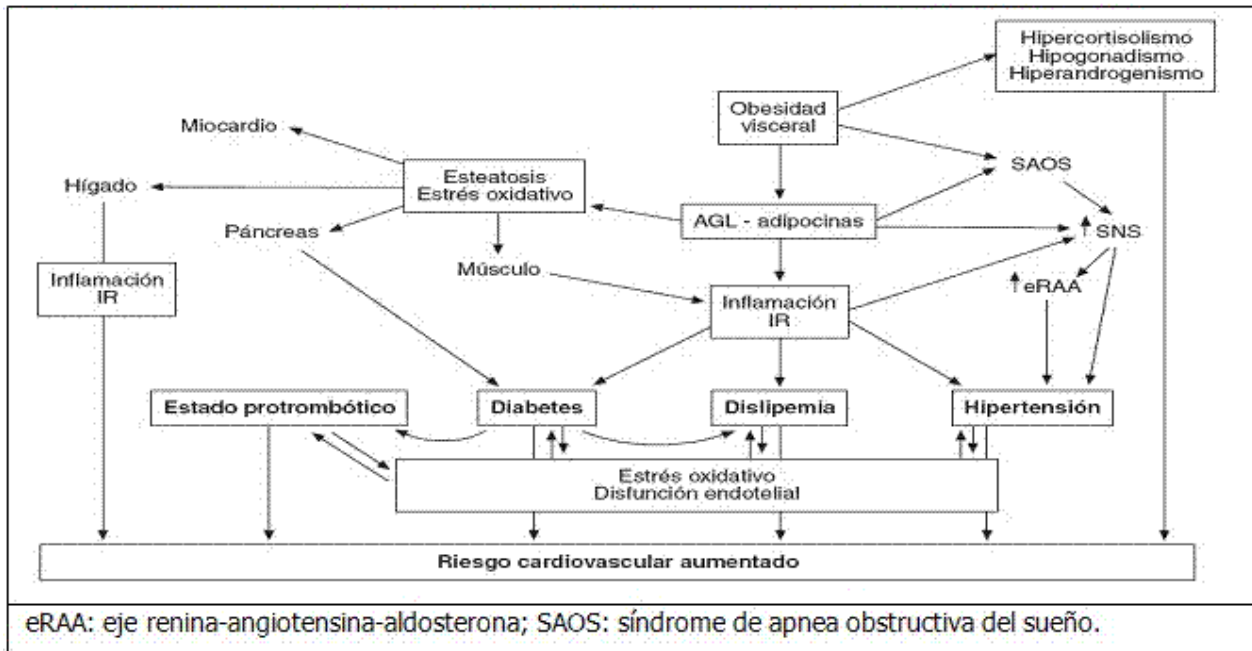 Hipercortisolismo
Hipogonadismo
Hiperandrogenismo
Obesidad
visceral
Miocardio
SAOS
Esteatosis
Estrés oxidativo
Hígado
AGL - adipocinas
Páncreas
↑ SNS
Músculo
Inflamación
IR
↑eRAA
Inflamación
IR
Estado protrombótico
Diabetes
Dislipemia
Hipertensión
Estrés oxidativo
Disfunción endotelial
Riesgo cardiovascular aumentado
eRAA: eje renina-angiotensina-aldosterona; SAOS: síndrome de apnea obstructiva del sueño.